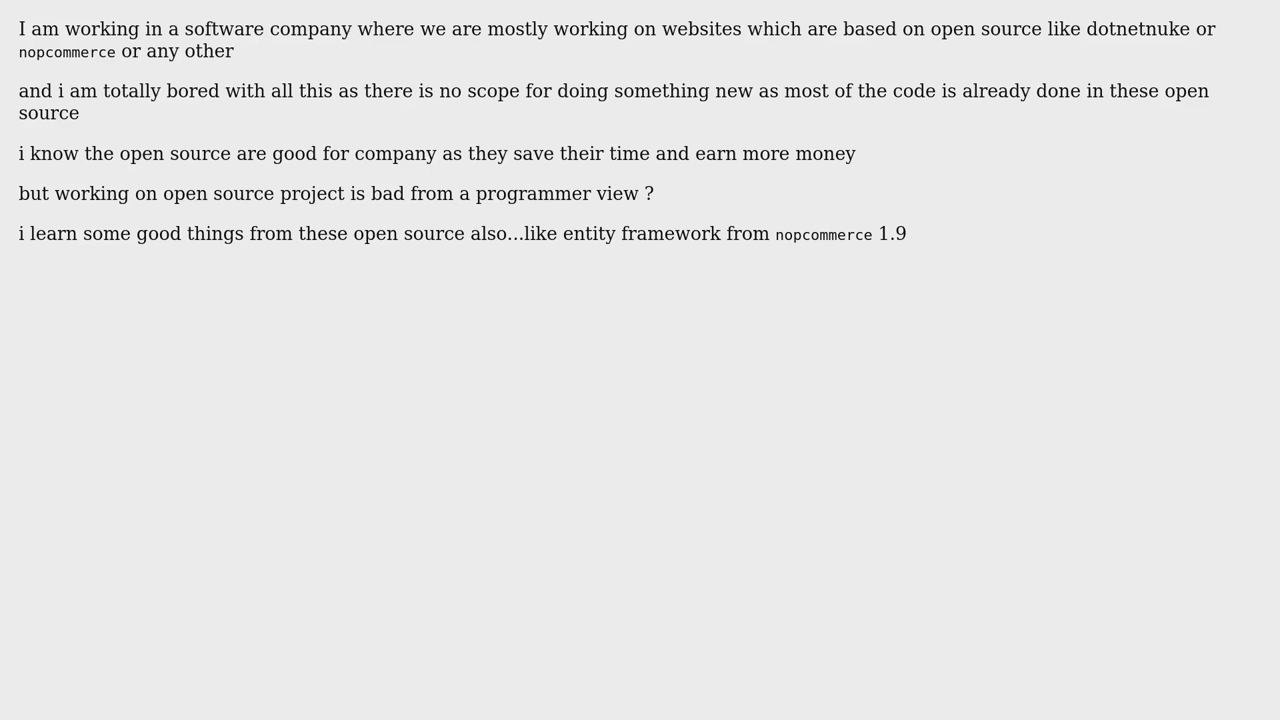 I am working in a software company where we are mostly working on websites which are based on open source like dotnetnuke or
nopcommerce or any other
and i am totally bored with all this as there is no scope for doing something new as most of the code is already done in these open
source
i know the open source are good for company as they save their time and earn more money
but working on open source project is bad from a programmer view ?
i learn some good things from these open source also...like entity framework from nopcommerce 1.9